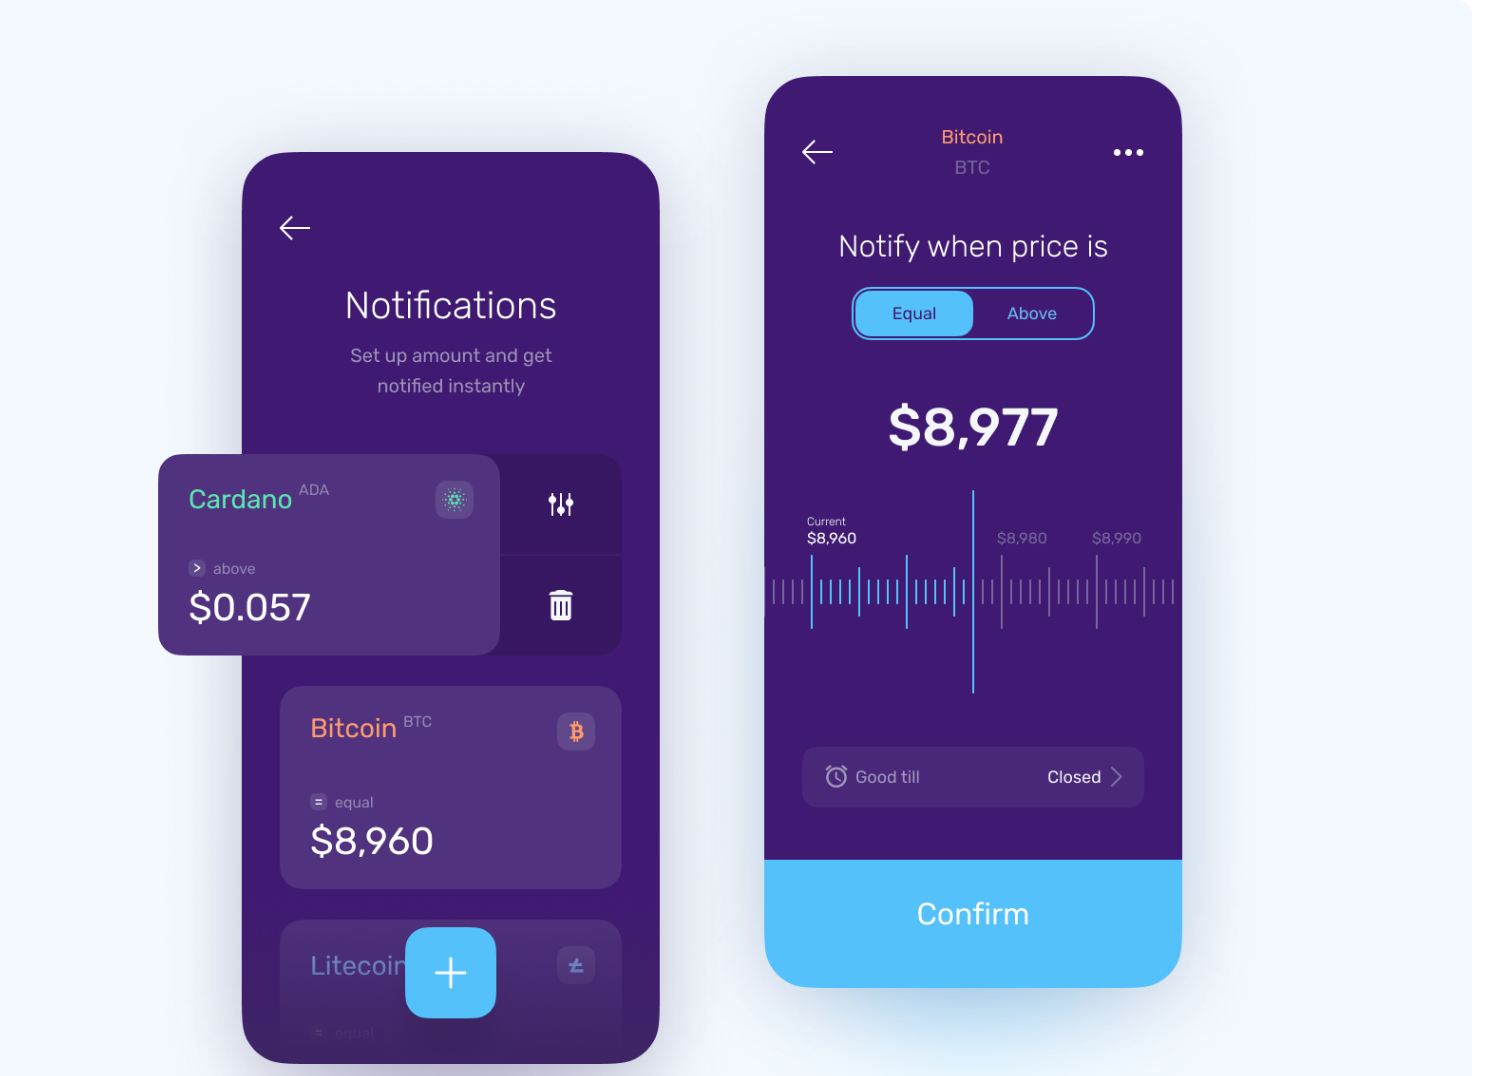 Notifications
Set up amount and get
notified instantly
Cardano ADA
> above
$0.057
Bitcoin BTC
= equal
$8,960
Litecoin
= equal
Bitcoin
BTC
Notify when price is
Equal Above
$8,977
Current
$8,960 $8,980 $8,990
Good till Closed
Confirm